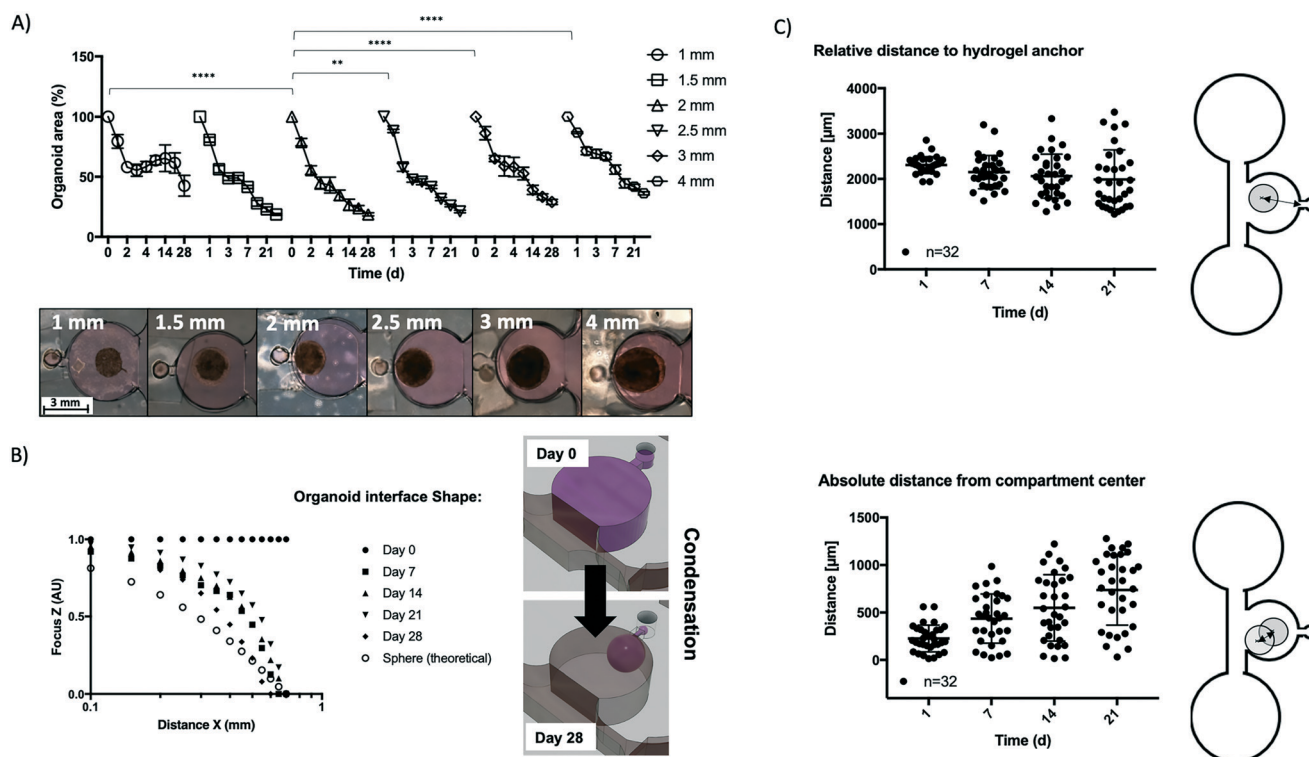 A)
****
****
****
**
150
100
50
0
Organoid area (%)
0 2 4 14 28 1 3 7 21 0 2 4 14 28 1 3 7 21 0 2 4 14 28 1 3 7 21
Time (d)
1 mm
1.5 mm
2 mm
2.5 mm
3 mm
4 mm
1 mm
1.5 mm
2 mm
2.5 mm
3 mm
4 mm
3 mm
B)
Organoid interface Shape:
1.0
0.5
0.0
Focus Z (AU)
0.1
1
Distance X (mm)
Day 0
Day 7
Day 14
Day 21
Day 28
Sphere (theoretical)
Day 0
Day 28
Condensation
C)
Relative distance to hydrogel anchor
4000
3000
2000
1000
0
Distance [µm]
n=32
1 7 14 21
Time (d)
Absolute distance from compartment center
1500
1000
500
0
Distance [µm]
n=32
1 7 14 21
Time (d)